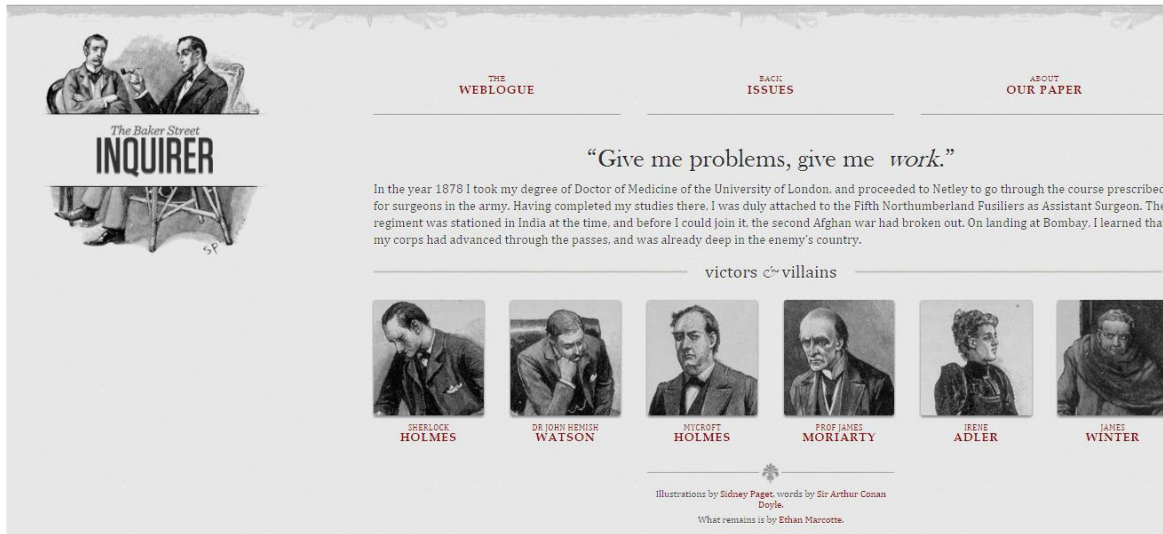 The Baker Street
INQUIRER
SP
THE
WEBLOGUE
BACK
ISSUES
ABOUT
OUR PAPER
“Give me problems, give me work.”
In the year 1878 I took my degree of Doctor of Medicine of the University of London, and proceeded to Netley to go through the course prescribed
for surgeons in the army. Having completed my studies there, I was duly attached to the Fifth Northumberland Fusiliers as Assistant Surgeon. The
regiment was stationed in India at the time, and before I could join it, the second Afghan war had broken out. On landing at Bombay, I learned tha
my corps had advanced through the passes, and was already deep in the enemy’s country.
victors & villains
SHERLOCK
HOLMES
DR JOHN HEMISH
WATSON
MYCROFT
HOLMES
PROF JAMES
MORIARTY
IRENE
ADLER
JAMES
WINTER
Illustrations by Sidney Paget, words by Sir Arthur Conan
Doyle.
What remains is by Ethan Marcotte.